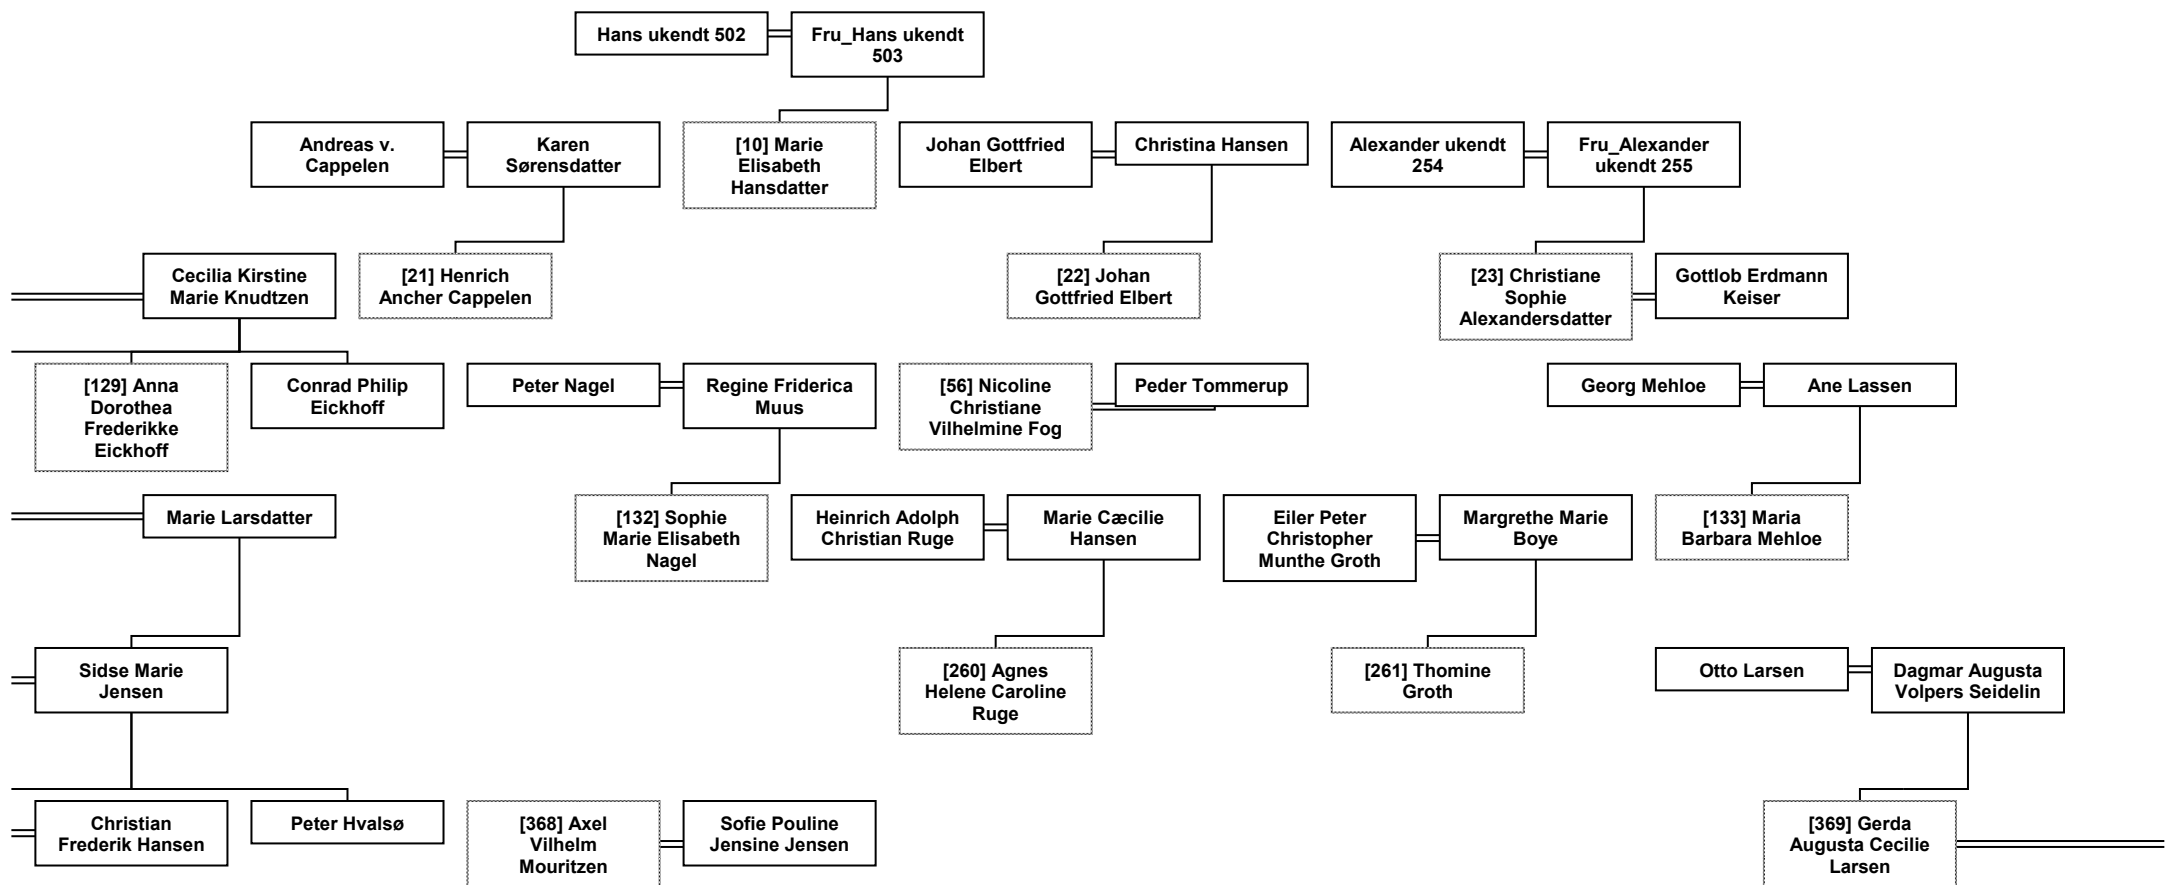 Hans ukendt 502
Fru_Hans ukendt
503
Andreas v.
Cappelen
Karen
Sørensdatter
[10] Marie
Elisabeth
Hansdatter
Johan Gottfried
Elbert
Christina Hansen
Alexander ukendt
254
Fru_Alexander
ukendt 255
Cecilia Kirstine
Marie Knudtzen
[21] Henrich
Ancher Cappelen
[22] Johan
Gottfried Elbert
[23] Christiane
Sophie
Alexandersdatter
Gottlob Erdmann
Keiser
[129] Anna
Dorothea
Frederikke
Eickhoff
Conrad Philip
Eickhoff
Peter Nagel
Regine Friderica
Muus
[56] Nicoline
Christiane
Vilhelmine Fog
Peder Tommerup
Georg Mehloe
Ane Lassen
Marie Larsdatter
[132] Sophie
Marie Elisabeth
Nagel
Heinrich Adolph
Christian Ruge
Marie Cæcilie
Hansen
Eiler Peter
Christopher
Munthe Groth
Margrethe Marie
Boye
[133] Maria
Barbara Mehloe
Sidse Marie
Jensen
[260] Agnes
Helene Caroline
Ruge
[261] Thomine
Groth
Otto Larsen
Dagmar Augusta
Volpers Seidelin
Christian
Frederik Hansen
Peter Hvalsø
[368] Axel
Vilhelm
Mouritzen
Sofie Pouline
Jensine Jensen
[369] Gerda
Augusta Cecilie
Larsen